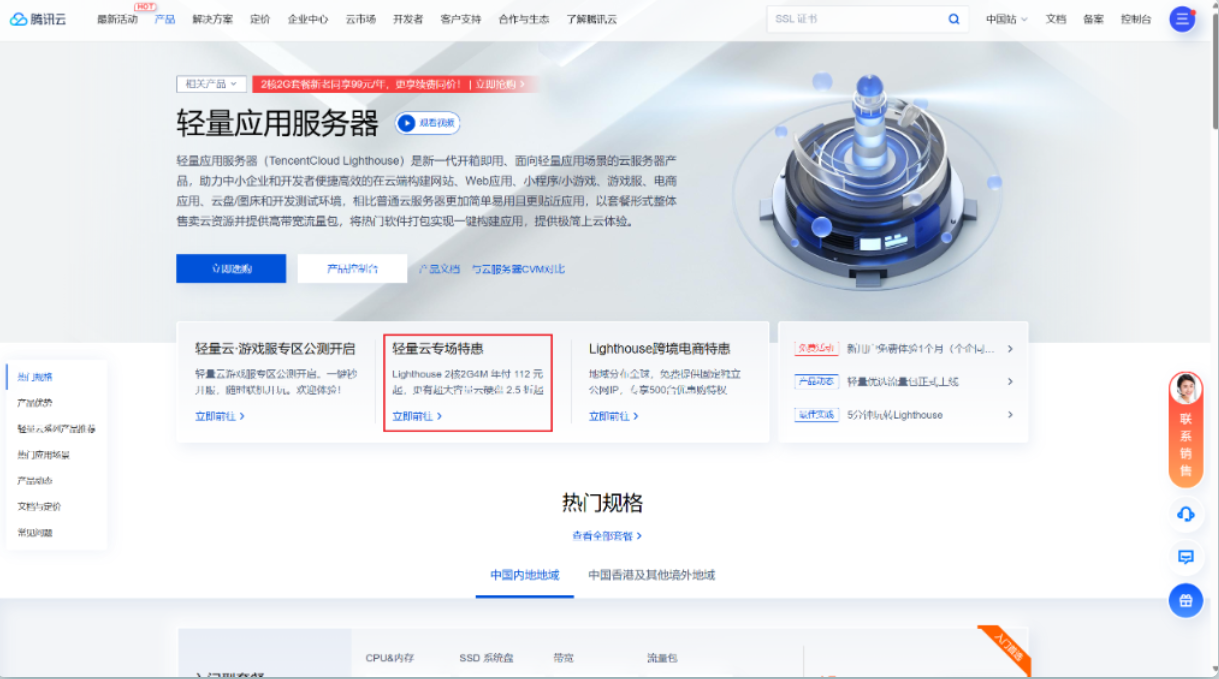 腾讯云
最新活动
HOT
产品
解决方案
定价
企业中心
云市场
开发者
客户支持
合作与生态
了解腾讯云
SSL 证书
中国站
文档
备案
控制台
相关产品
2核2G套餐新老同享99元/年，更享续费同价！ | 立即抢购 >
轻量应用服务器
观看视频
轻量应用服务器（TencentCloud Lighthouse）是新一代开箱即用、面向轻量应用场景的云服务器产
品，助力中小企业和开发者便捷高效的在云端构建网站、Web应用、小程序/小游戏、游戏服、电商
应用、云盘/图床和开发测试环境，相比普通云服务器更加简单易用且更贴近应用，以套餐形式整体
售卖云资源并提供高带宽流量包，将热门软件打包实现一键构建应用，提供极简上云体验。
立即选购
产品控制台
产品文档
与云服务器CVM对比
轻量云·游戏服专区公测开启
轻量云游戏服专区公测开启、一键秒
开服，随时联机开玩。欢迎体验！
立即前往 >
轻量云专场特惠
Lighthouse 2核2G4M 年付 112 元
起，更有超大容量云硬盘 2.5 折起
立即前往 >
Lighthouse跨境电商特惠
地域分布全球，免费提供固定独立
公网IP，专享500台优惠购特权
立即前往 >
免费活动
新用户免费体验1个月（个企同...
产品动态
轻量优选流量包正式上线
软件实践
5分钟玩转Lighthouse
热门规格
产品优势
轻量云系列产品推荐
热门应用场景
产品动态
文档与定价
常见问题
联系销售
热门规格
查看全部套餐 >
中国内地地域
中国香港及其他境外地域
入门首选
CPU&内存
SSD 系统盘
带宽
流量包
入门型套餐